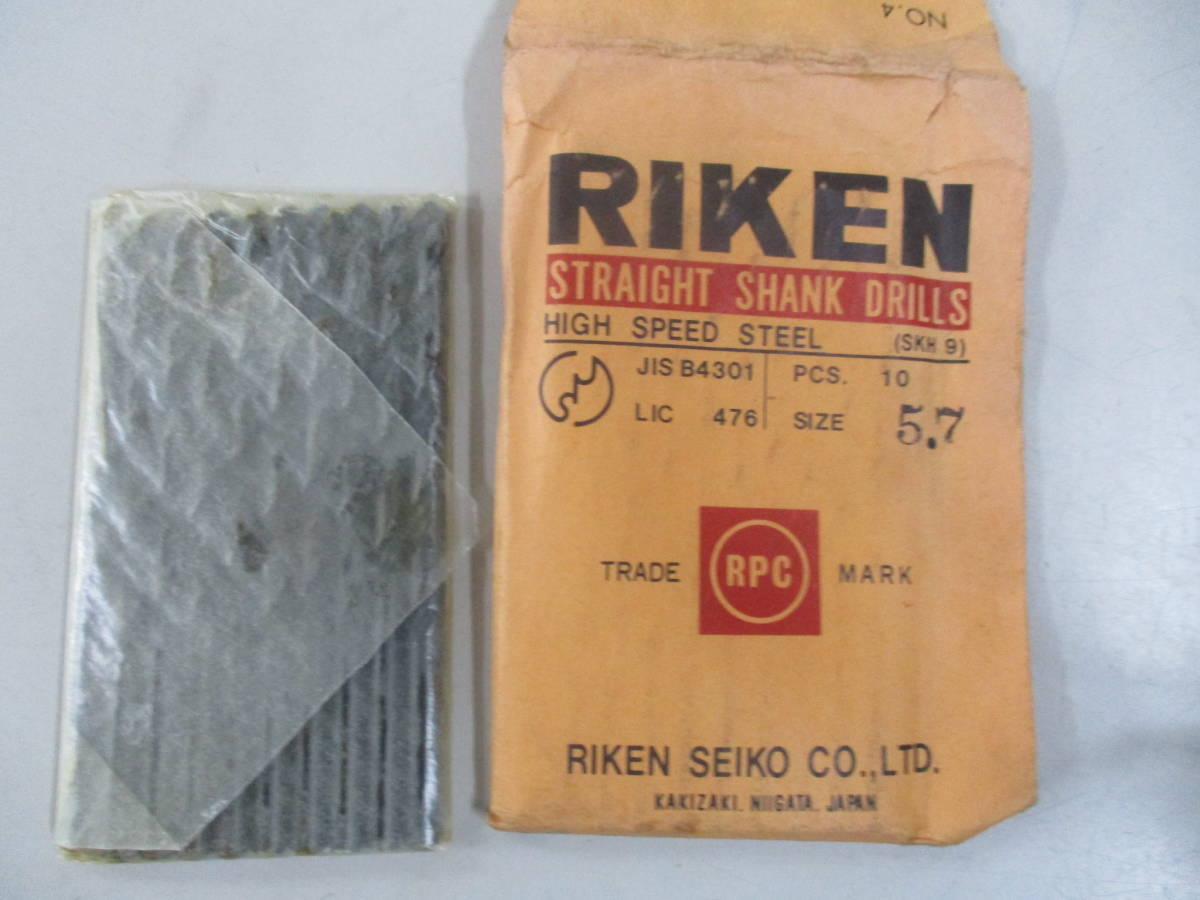 NO.4
RIKEN
STRAIGHT SHANK DRILLS
HIGH SPEED STEEL (SKH 9)
JIS B4301 PCS. 10
LIC 476 SIZE 5.7
TRADE RPC MARK
RIKEN SEIKO CO.,LTD.
KAKIZAKI. NIIGATA. JAPAN